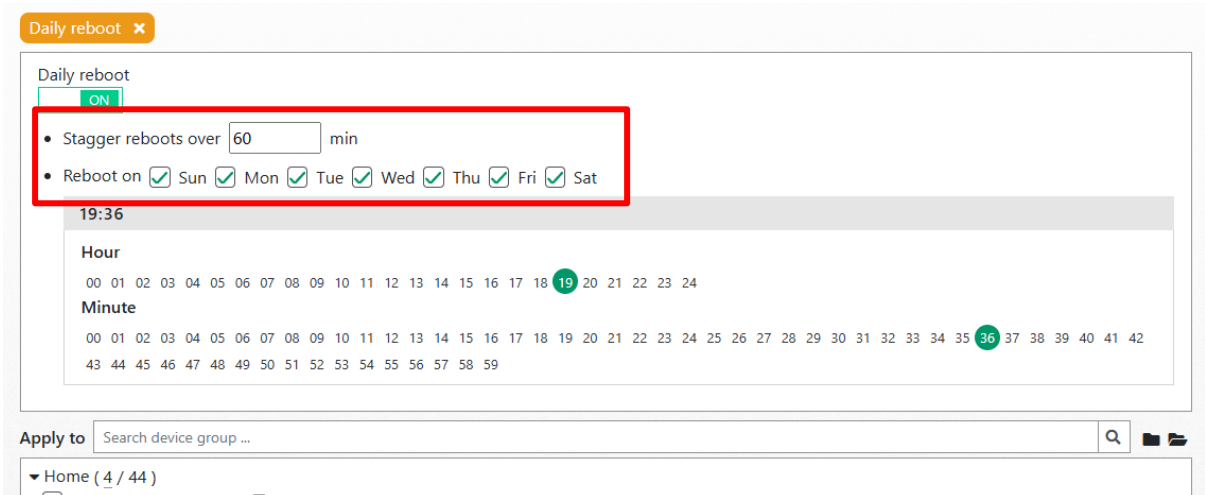 Daily reboot ×
Daily reboot
ON
• Stagger reboots over 60 min
• Reboot on Sun Mon Tue Wed Thu Fri Sat
19:36
Hour
00 01 02 03 04 05 06 07 08 09 10 11 12 13 14 15 16 17 18 19 20 21 22 23 24
Minute
00 01 02 03 04 05 06 07 08 09 10 11 12 13 14 15 16 17 18 19 20 21 22 23 24 25 26 27 28 29 30 31 32 33 34 35 36 37 38 39 40 41 42
43 44 45 46 47 48 49 50 51 52 53 54 55 56 57 58 59
Apply to Search device group ...
Home ( 4 / 44 )